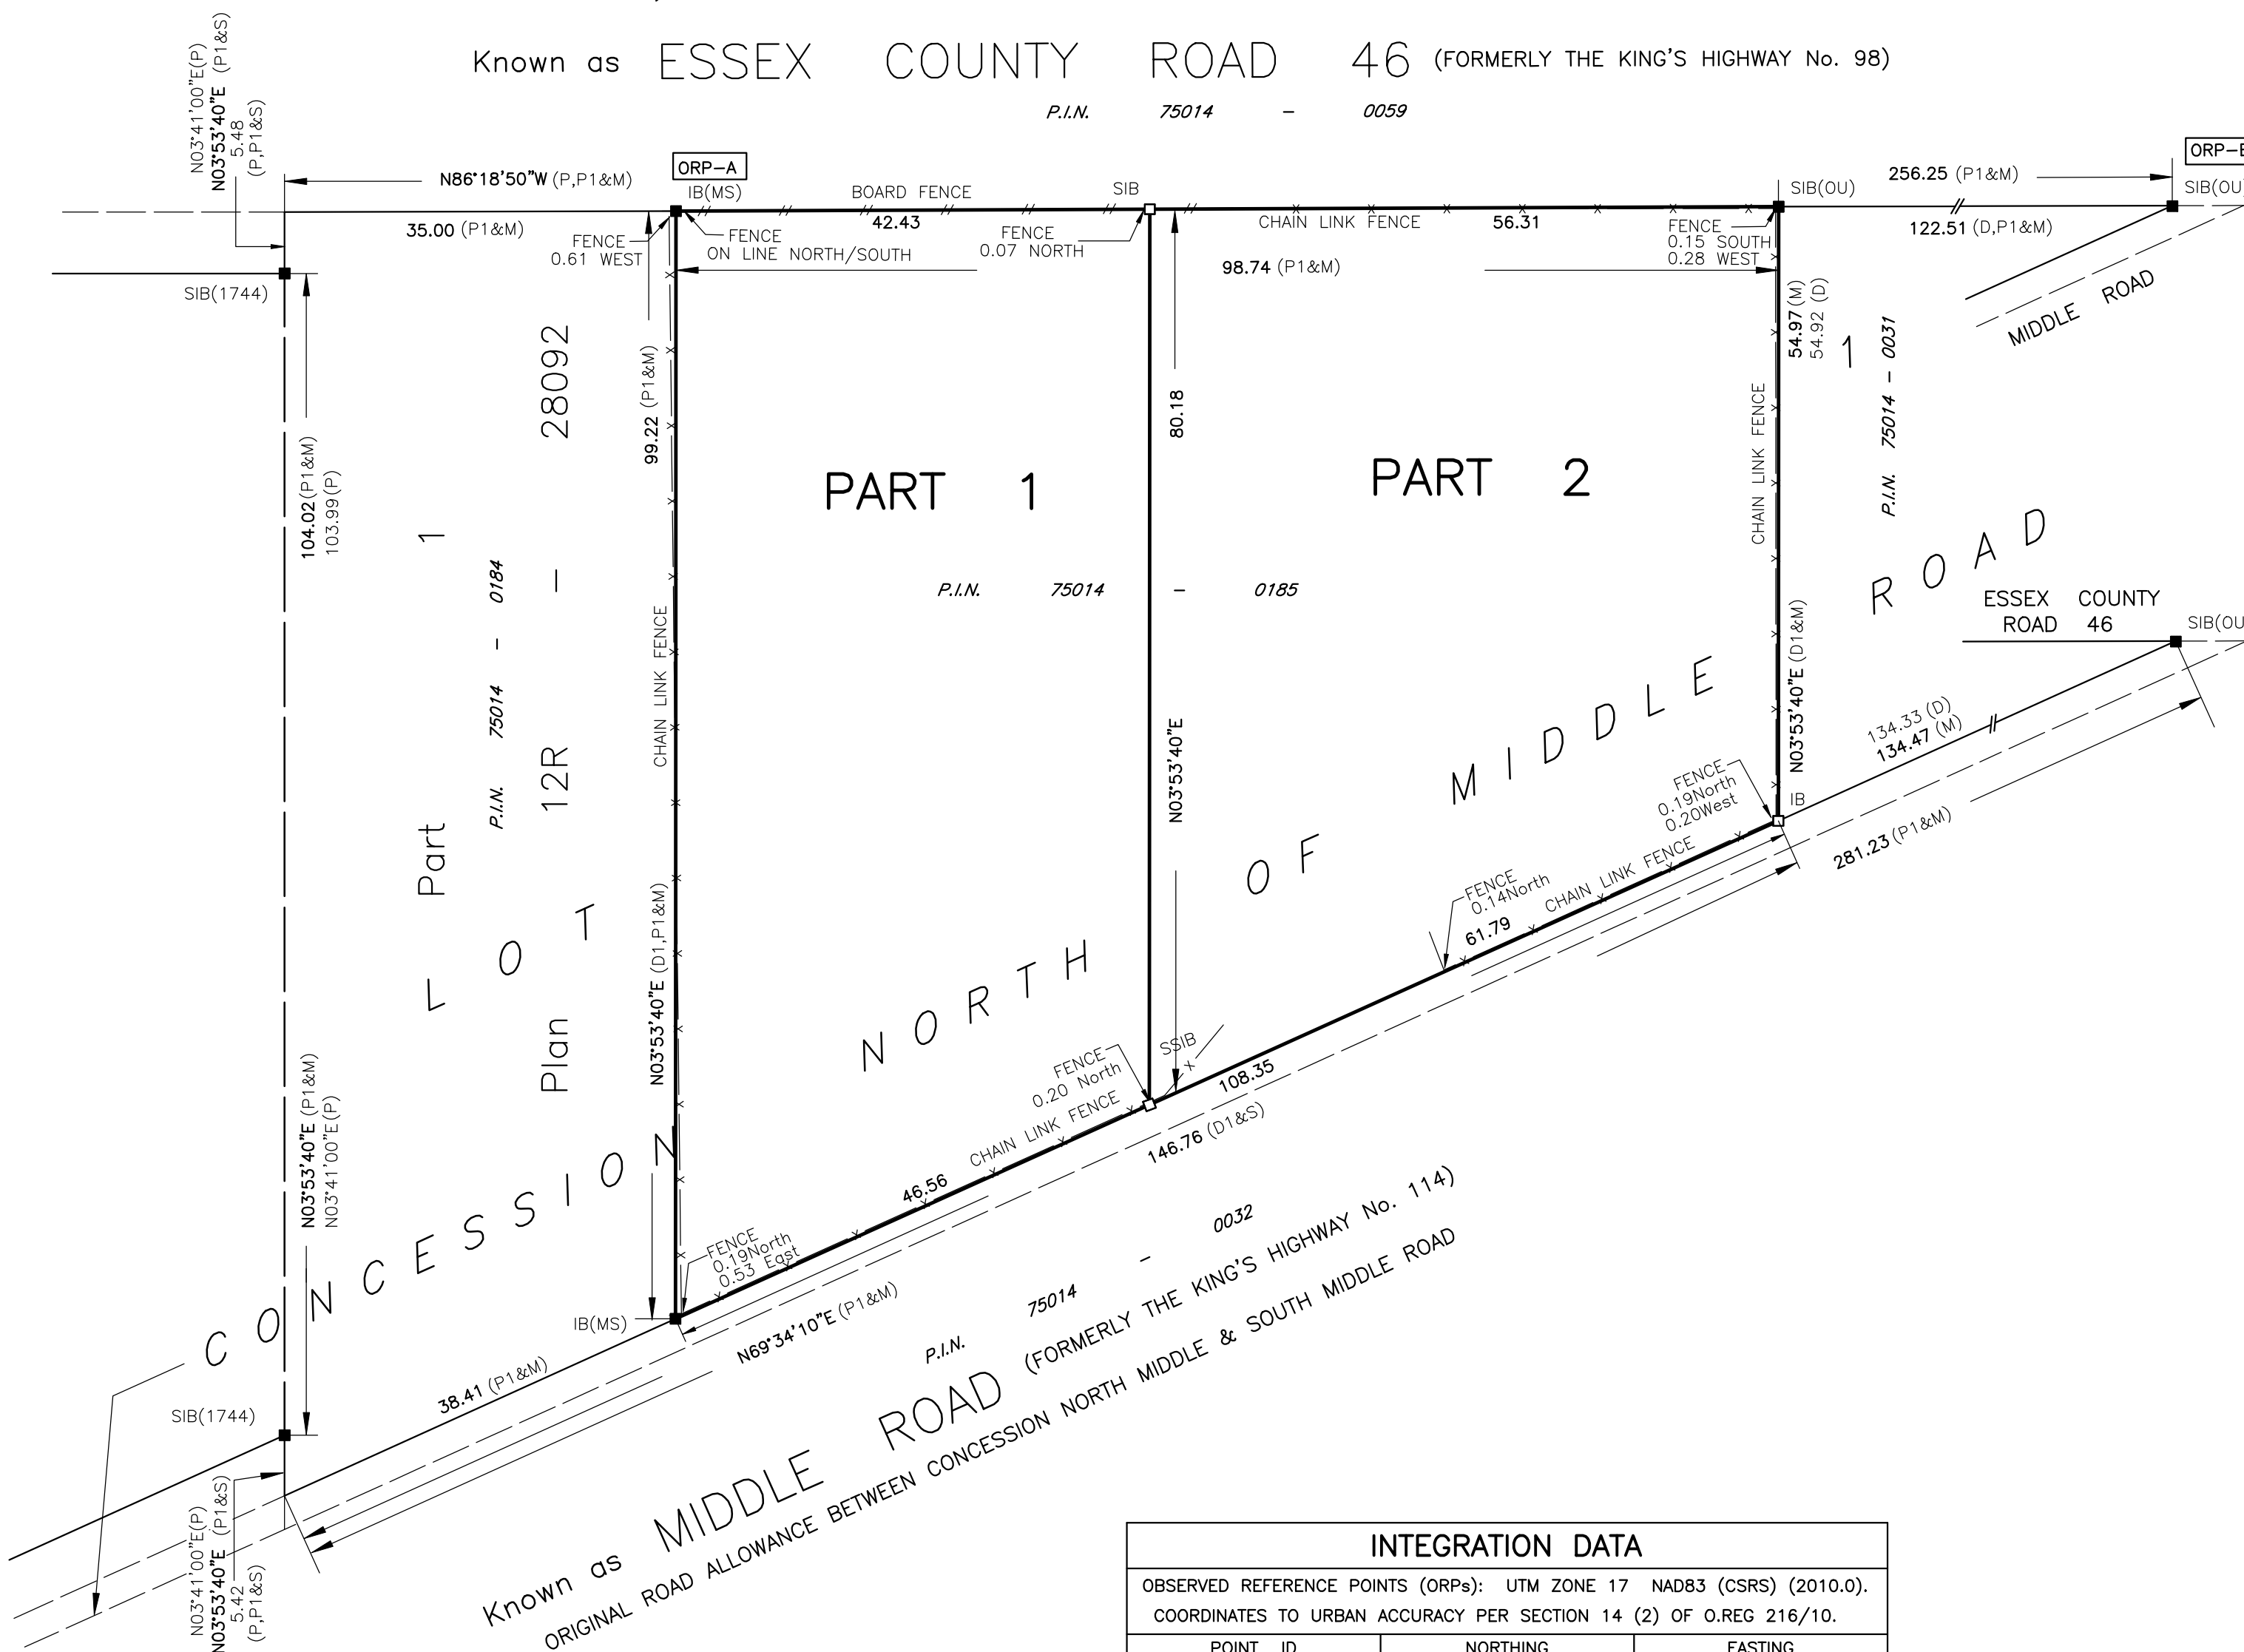 Known as ESSEX COUNTY ROAD 46 (FORMERLY THE KING'S HIGHWAY No. 98)
P.I.N. 75014 - 0059
N03°41'00"E(P)
N03°53'40"E (P1&S)
5.48
(P,P1&S)
N86°18'50"W (P,P1&M)
ORP-A
IB(MS)
BOARD FENCE
SIB
SIB(OU)
256.25 (P1&M)
SIB(OU)
35.00 (P1&M)
FENCE
0.61 WEST
FENCE
ON LINE NORTH/SOUTH
42.43
FENCE
0.07 NORTH
CHAIN LINK FENCE
56.31
FENCE
0.15 SOUTH
0.28 WEST
122.51 (D,P1&M)
98.74 (P1&M)
SIB(1744)
MIDDLE ROAD
54.97 (M)
54.92 (D)
1
P.I.N. 75014 - 0031
99.22 (P1&M)
80.18
104.02(P1&M)
103.99(P)
PART 1
PART 2
CHAIN LINK FENCE
Part 1
P.I.N. 75014 - 0184
Plan 12R - 28092
P.I.N. 75014 - 0185
CHAIN LINK FENCE
N03°53'40"E (D1,P1&M)
N03°53'40"E
N03°53'40"E (D1&M)
LOT
CONCESSION NORTH OF MIDDLE ROAD
ESSEX COUNTY
ROAD 46
SIB(OU
134.33 (D)
134.47 (M)
281.23 (P1&M)
FENCE
0.19North
0.20West
IB
FENCE
0.14North
CHAIN LINK FENCE
61.79
SSIB
FENCE
0.20 North
CHAIN LINK FENCE
108.35
146.76 (D1&S)
46.56
FENCE
0.19North
0.53 East
IB(MS)
N69°34'10"E (P1&M)
38.41 (P1&M)
N03°53'40"E (P1&M)
N03°41'00"E(P)
SIB(1744)
N03°41'00"E(P)
N03°53'40"E (P1&S)
5.42
(P,P1&S)
P.I.N. 75014 - 0032
Known as MIDDLE ROAD (FORMERLY THE KING'S HIGHWAY No. 114)
ORIGINAL ROAD ALLOWANCE BETWEEN CONCESSION NORTH MIDDLE & SOUTH MIDDLE ROAD
INTEGRATION DATA
OBSERVED REFERENCE POINTS (ORPs): UTM ZONE 17 NAD83 (CSRS) (2010.0).
COORDINATES TO URBAN ACCURACY PER SECTION 14 (2) OF O.REG 216/10.
POINT ID NORTHING EASTING